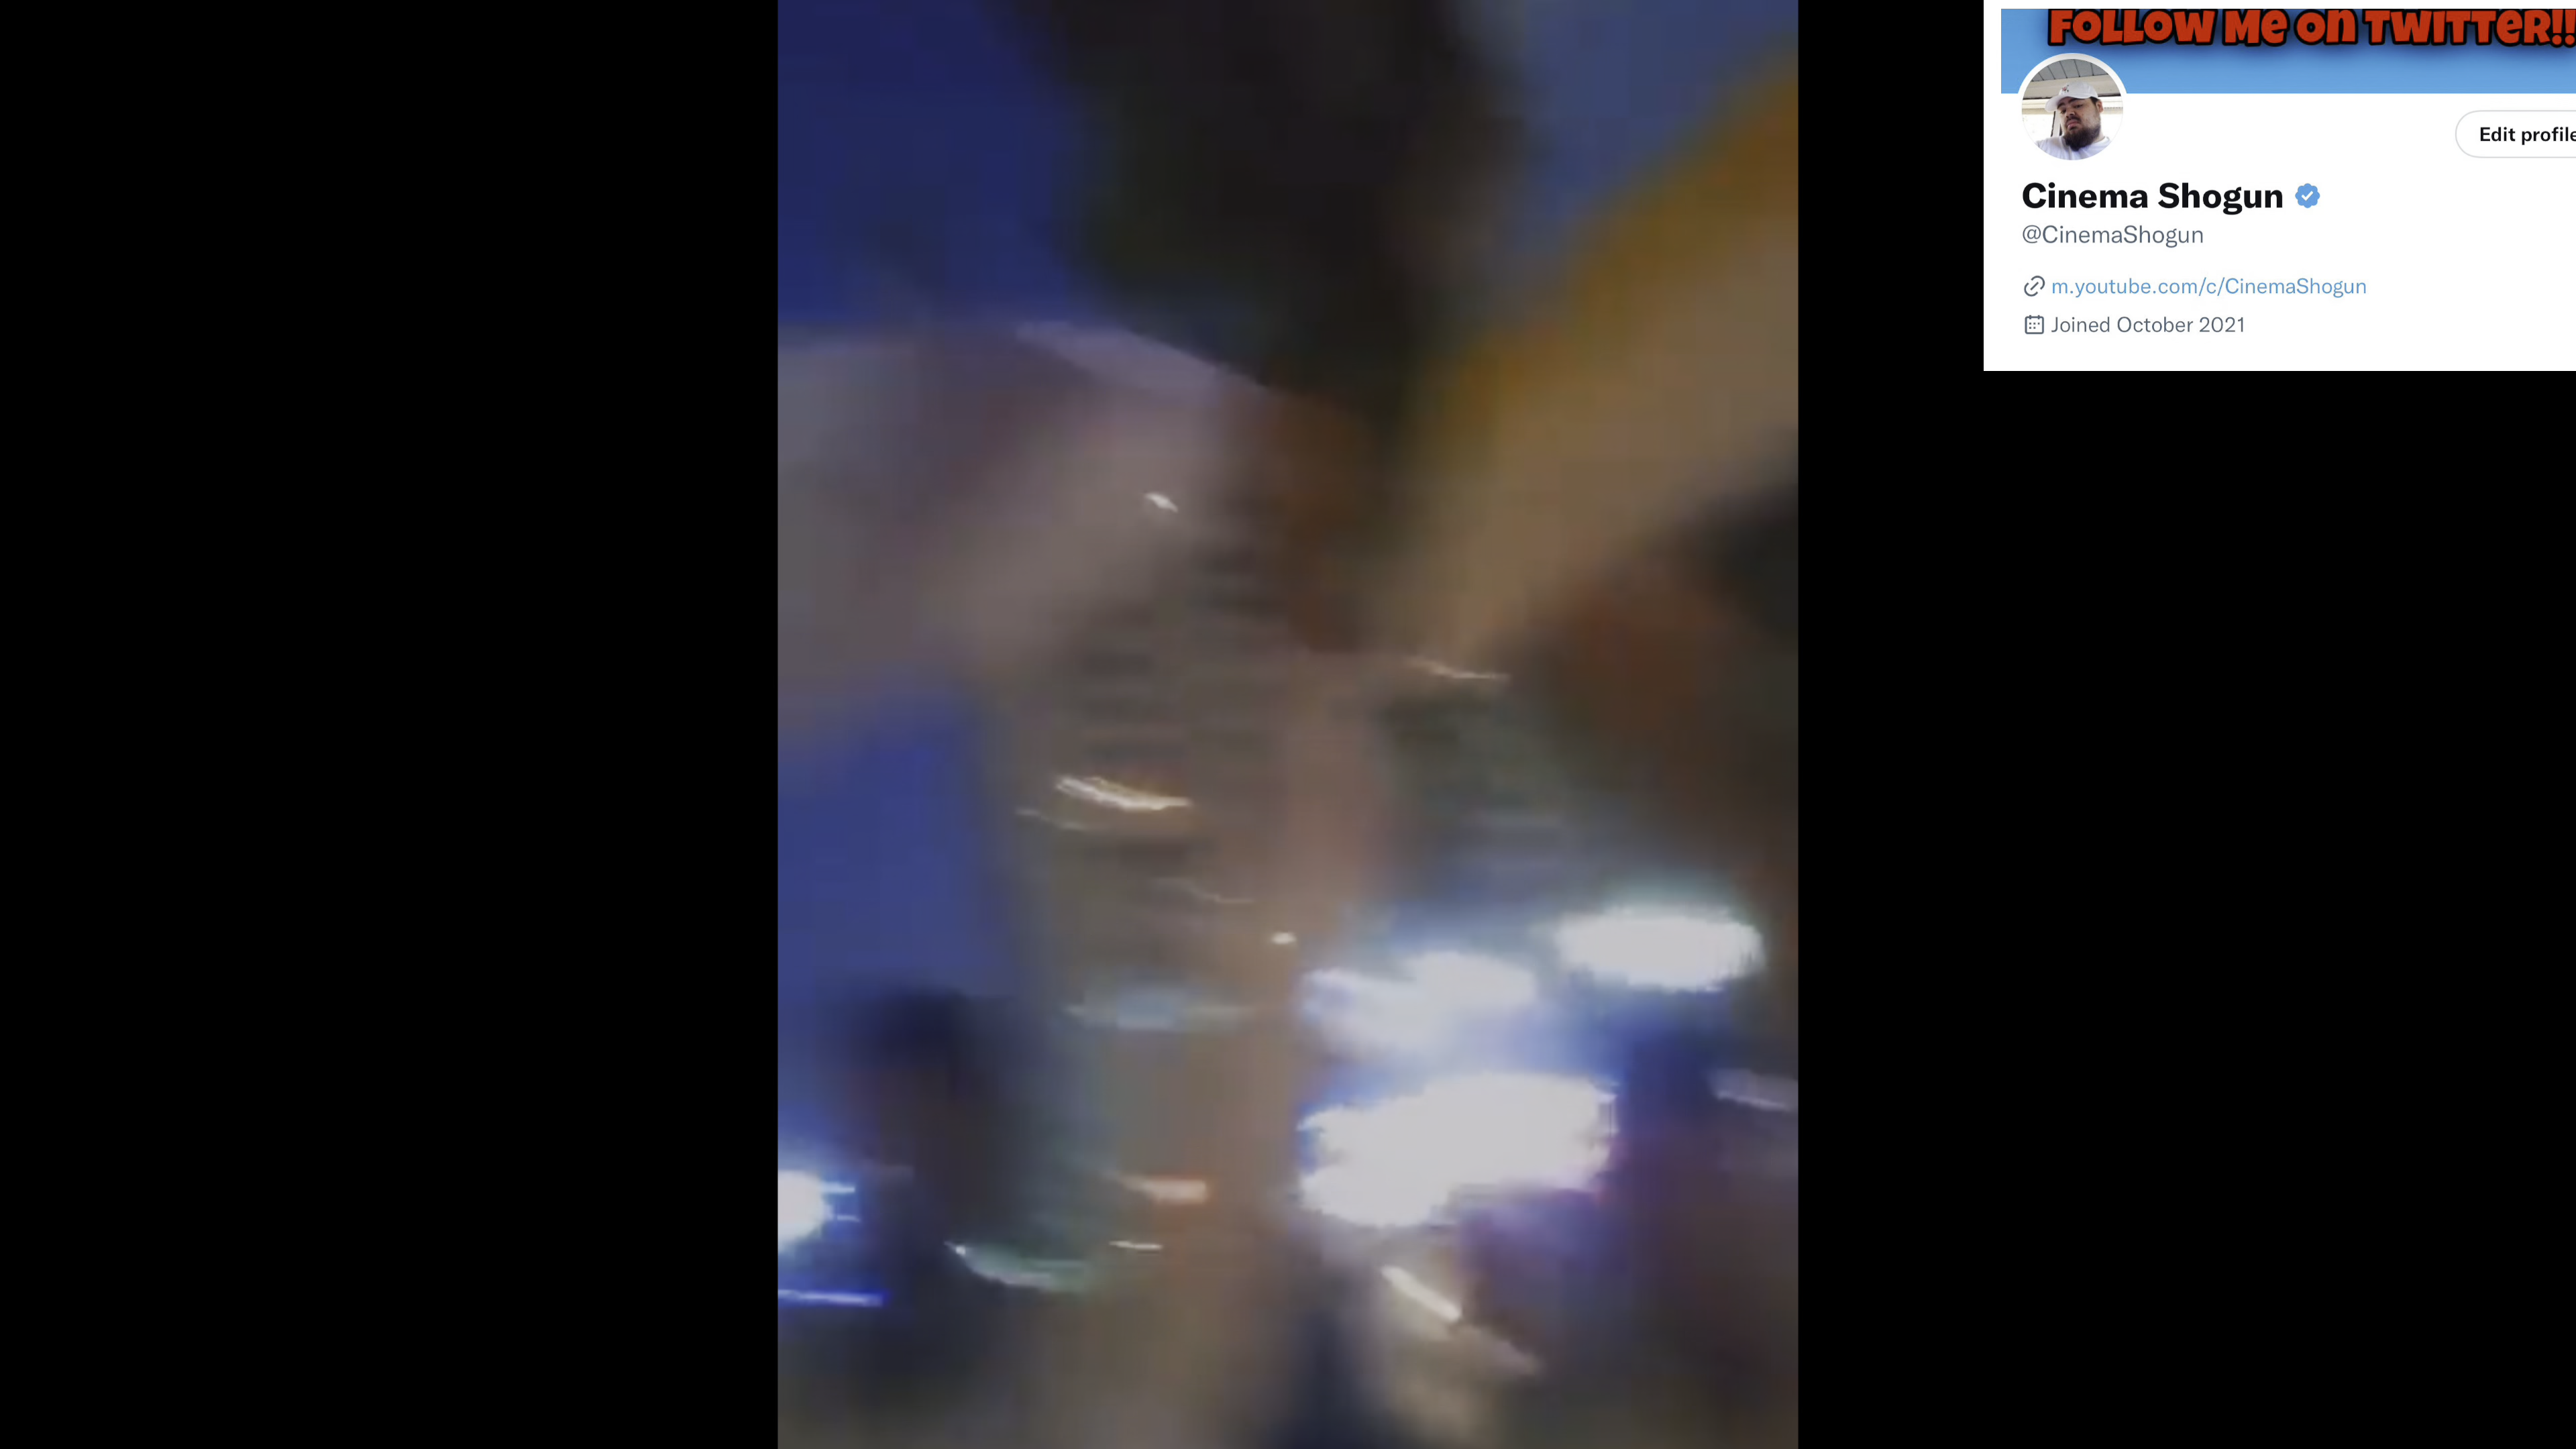 FOLLOW ME ON TWITTER!!
Edit profile
Cinema Shogun
@CinemaShogun
m.youtube.com/c/CinemaShogun
Joined October 2021